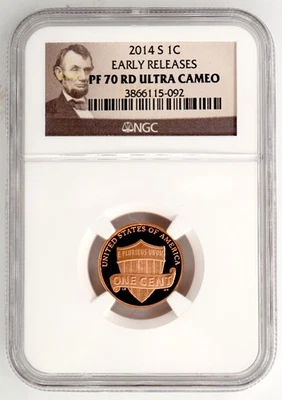 2014 S 1C
EARLY RELEASES
PF 70 RD ULTRA CAMEO
3866115-092
NGC
UNITED STATES OF AMERICA
E PLURIBUS UNUM
ONE CENT